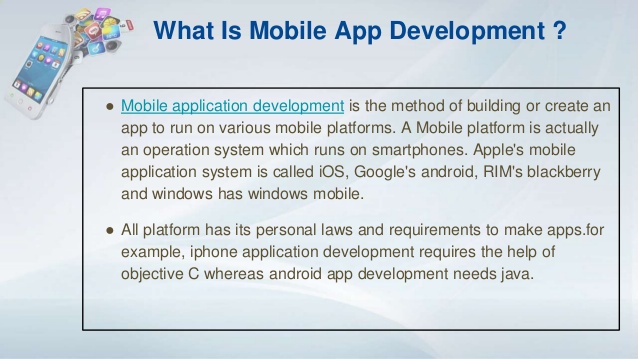 What Is Mobile App Development ?
● Mobile application development is the method of building or create an
app to run on various mobile platforms. A Mobile platform is actually
an operation system which runs on smartphones. Apple's mobile
application system is called iOS, Google's android, RIM's blackberry
and windows has windows mobile.
● All platform has its personal laws and requirements to make apps.for
example, iphone application development requires the help of
objective C whereas android app development needs java.